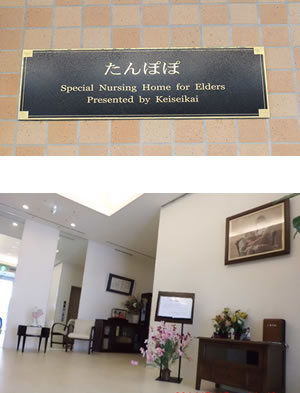 たんぽぽ
Special Nursing Home for Elders
Presented by Keiseikai